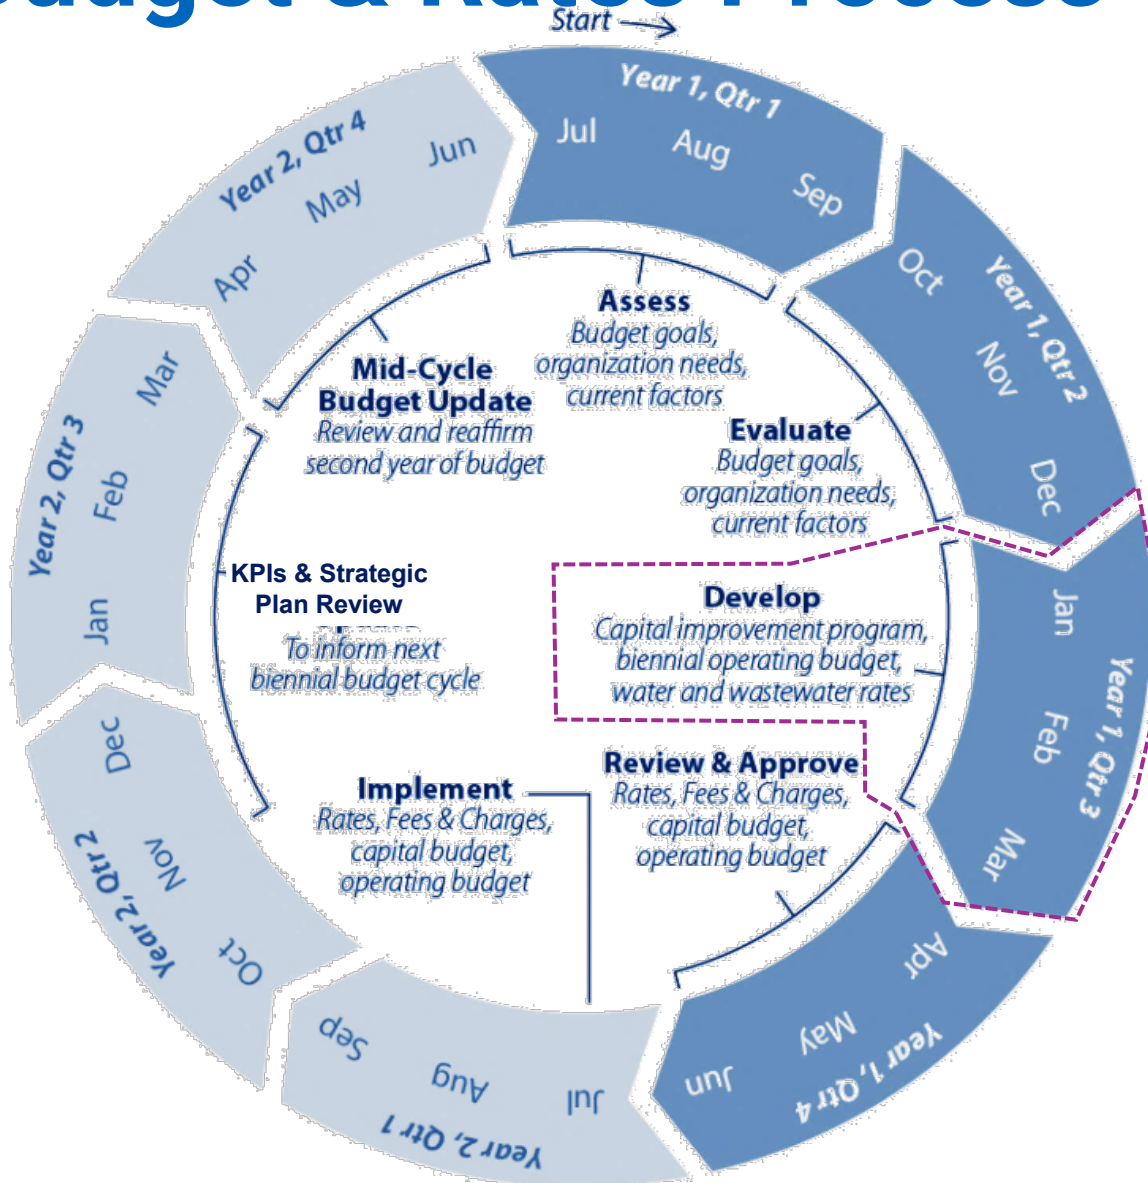 Budget & Rates Process
Start
Year 1, Qtr 1
Jul
Aug
Sep
Year 1, Qtr 2
Oct
Nov
Dec
Year 1, Qtr 3
Jan
Feb
Mar
Year 1, Qtr 4
Apr
May
Jun
Year 2, Qtr 1
Jul
Aug
Sep
Year 2, Qtr 2
Oct
Nov
Dec
Year 2, Qtr 3
Jan
Feb
Mar
Year 2, Qtr 4
Apr
May
Jun
Assess
Budget goals,
organization needs,
current factors
Evaluate
Budget goals,
organization needs,
current factors
Develop
Capital improvement program,
biennial operating budget,
water and wastewater rates
Review & Approve
Rates, Fees & Charges,
capital budget,
operating budget
Implement
Rates, Fees & Charges,
capital budget,
operating budget
KPIs & Strategic
Plan Review
To inform next
biennial budget cycle
Mid-Cycle
Budget Update
Review and reaffirm
second year of budget